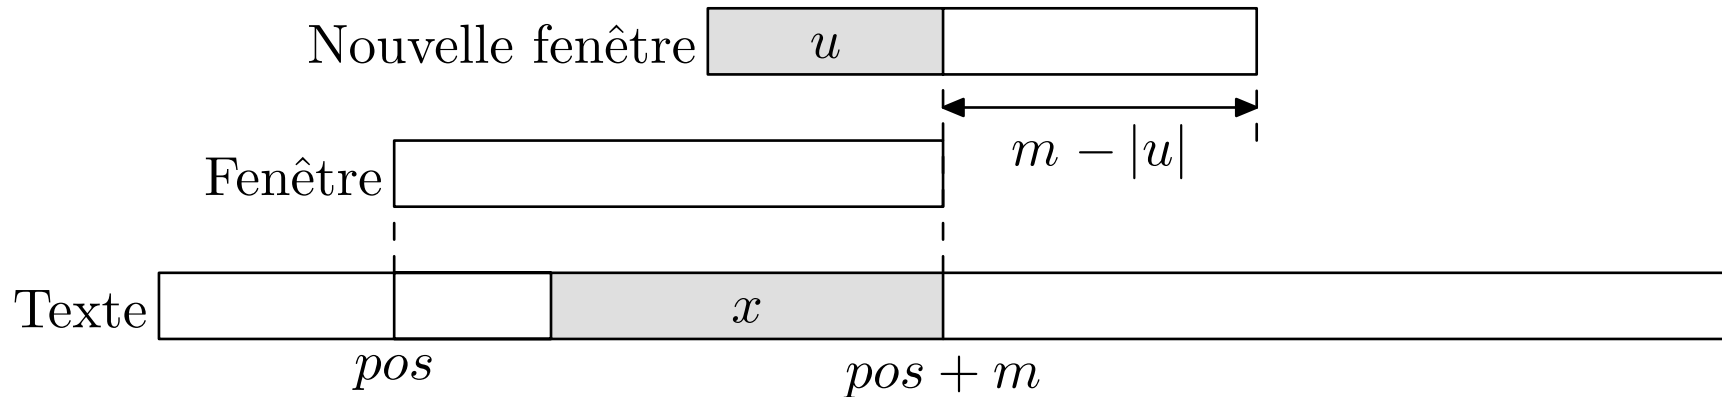 Nouvelle fenêtre u
m − |u|
Fenêtre
Texte x
pos pos + m